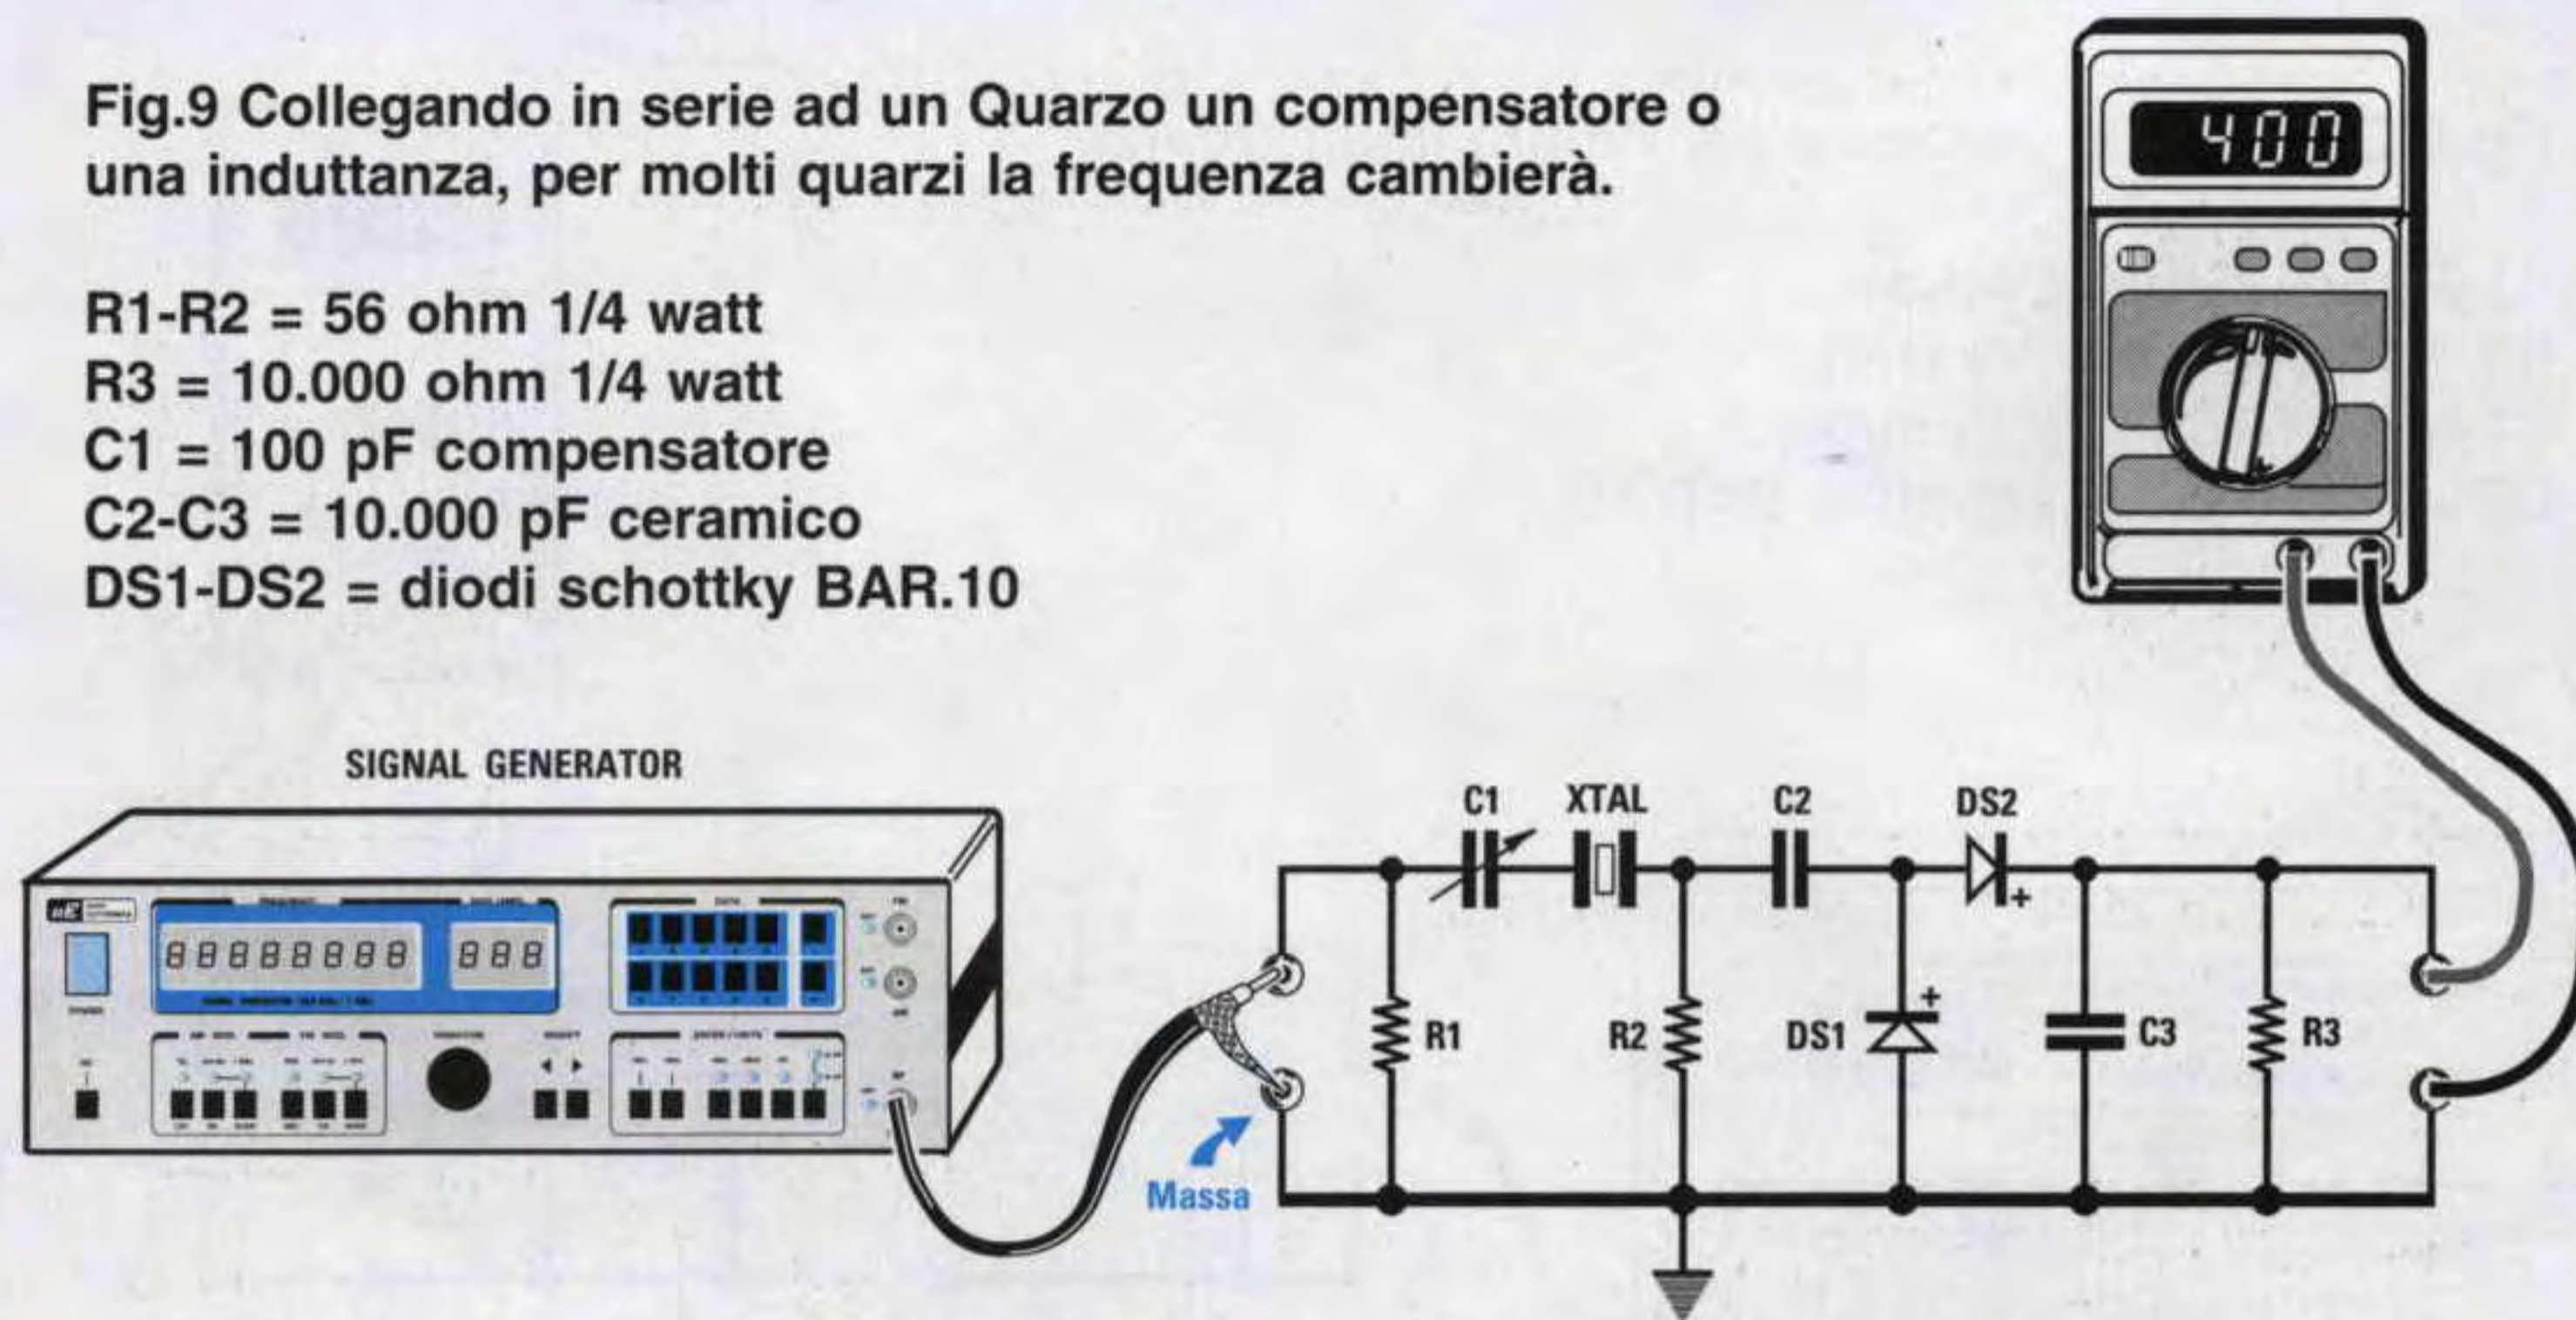 Fig.9 Collegando in serie ad un Quarzo un compensatore o
una induttanza, per molti quarzi la frequenza cambierà.
R1-R2 = 56 ohm 1/4 watt
R3 = 10.000 ohm 1/4 watt
C1 = 100 pF compensatore
C2-C3 = 10.000 pF ceramico
DS1-DS2 = diodi schottky BAR.10
400
SIGNAL GENERATOR
C1 XTAL C2 DS2
+
88888888 888
+
R1 R2 DS1 C3 R3
Massa